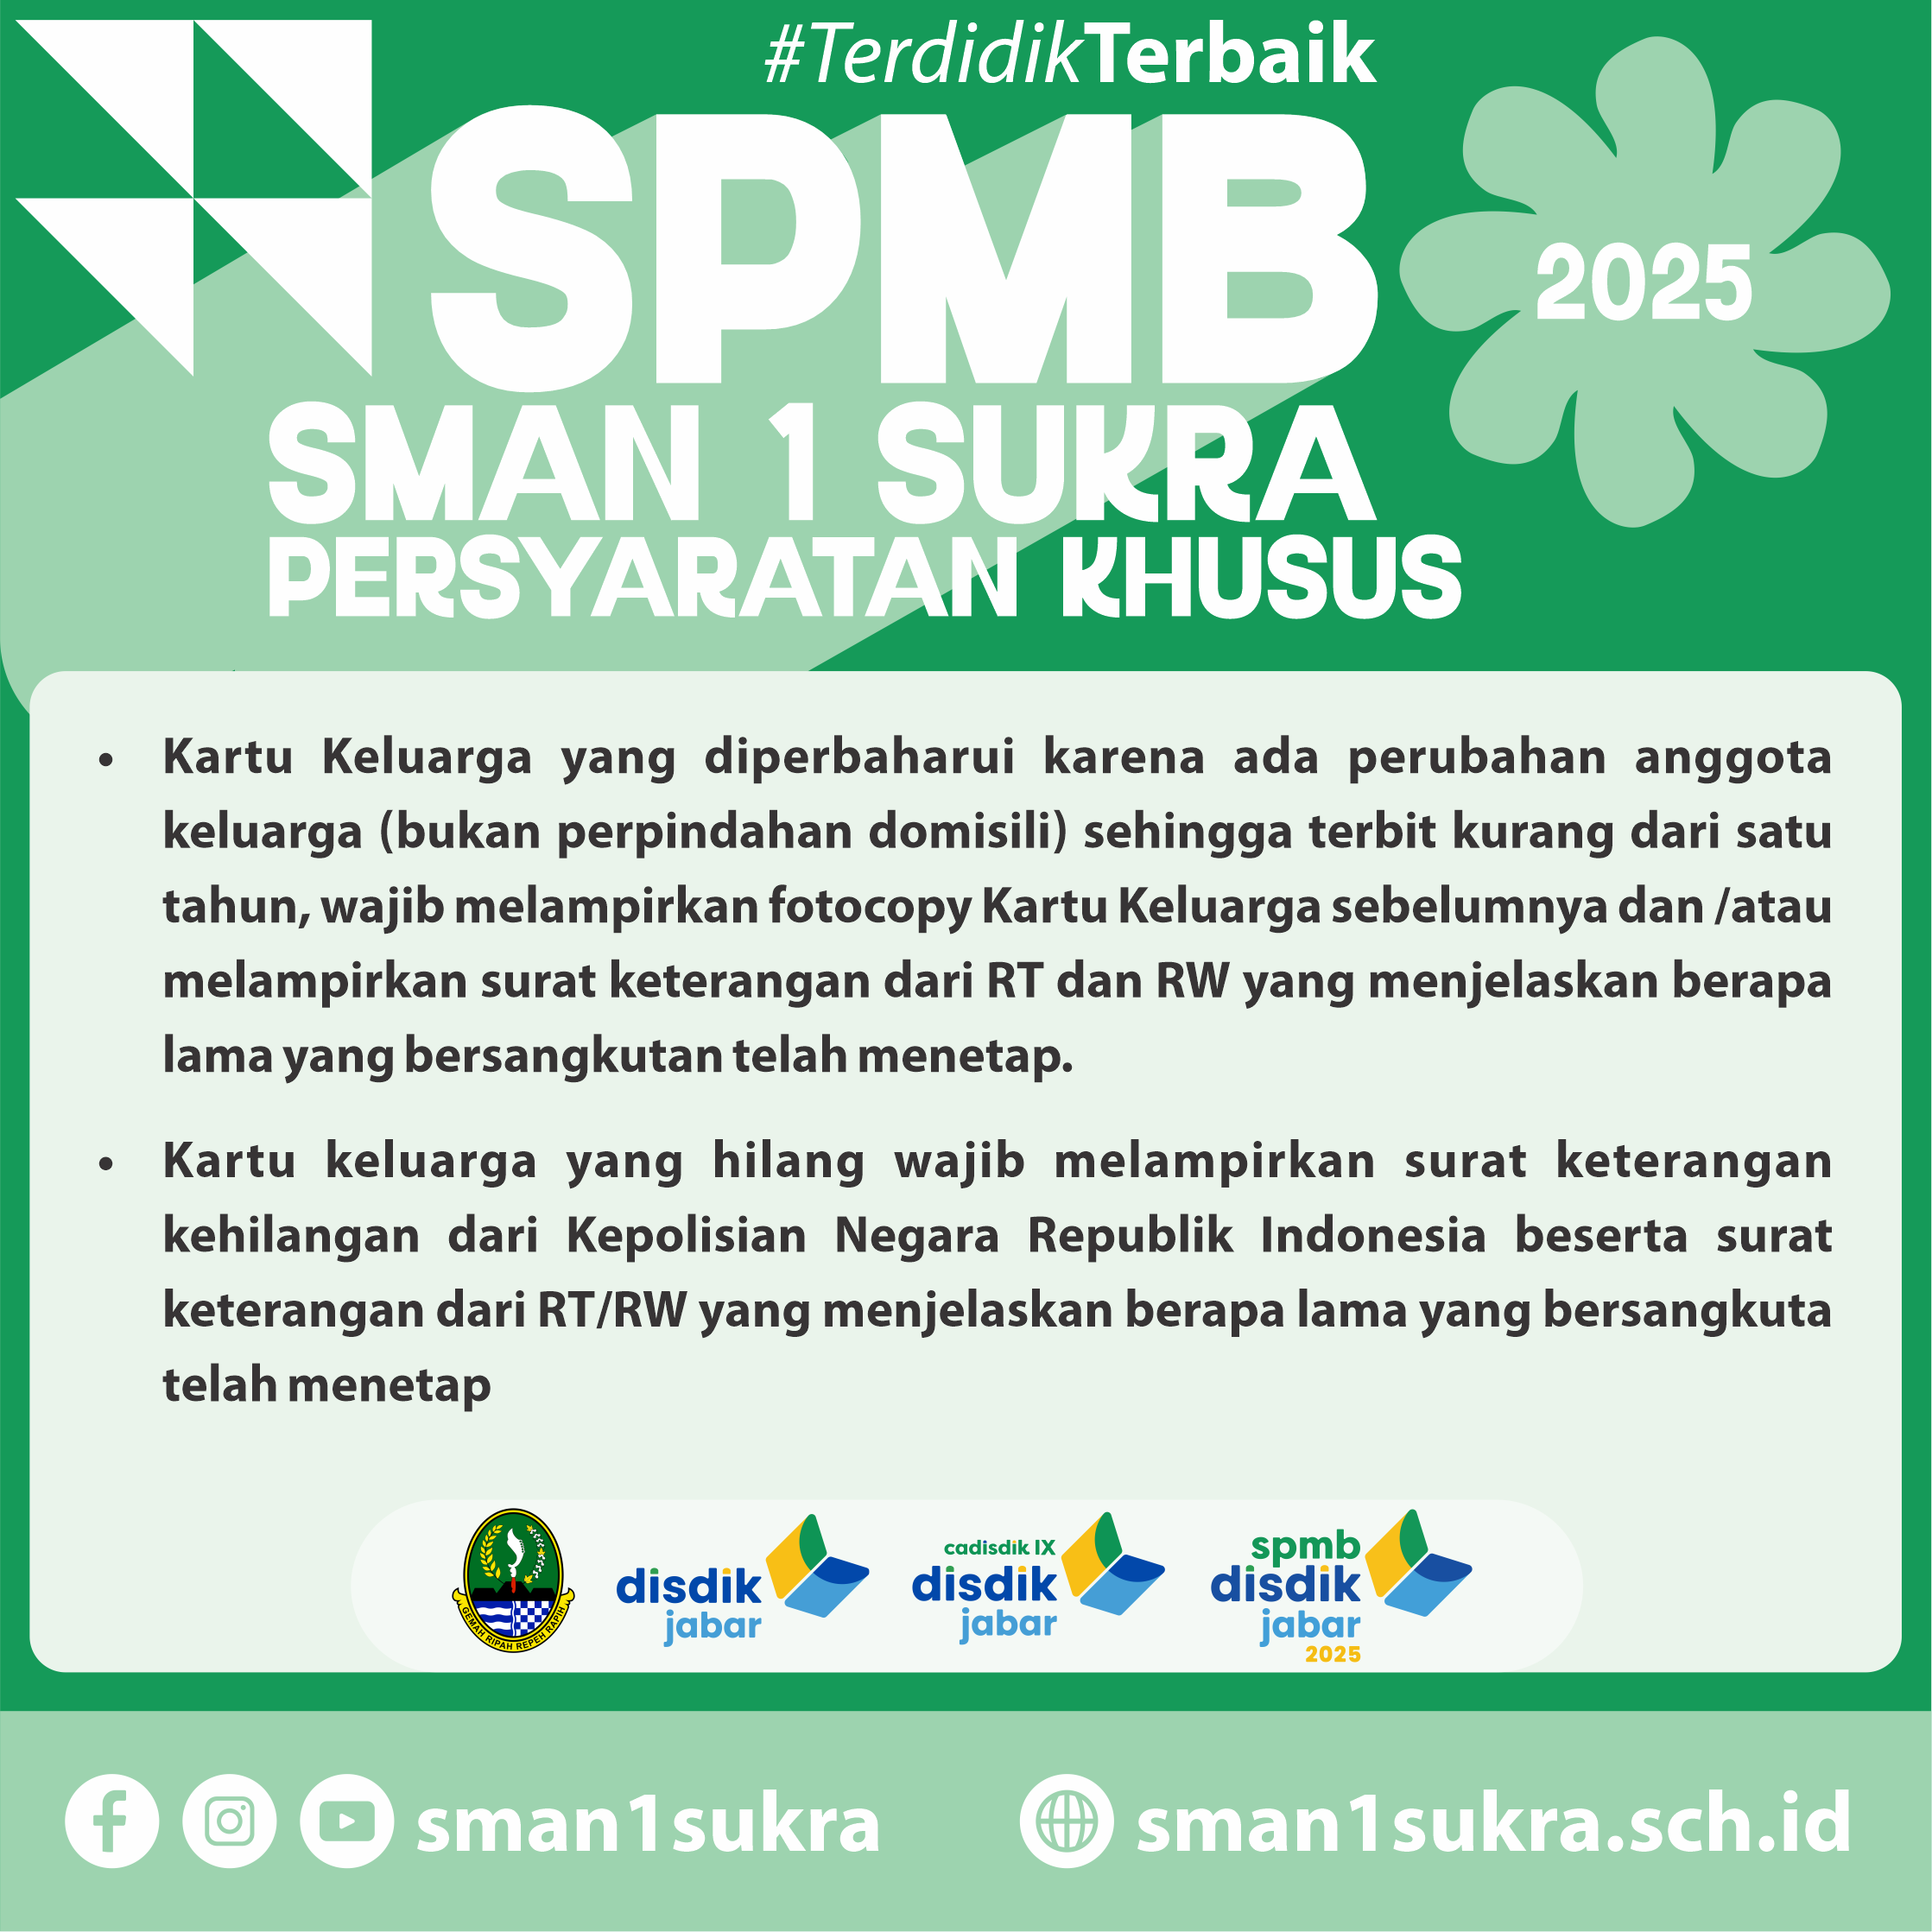 #TerdidikTerbaik
SPMB
2025
SMAN 1 SUKRA
PERSYARATAN KHUSUS
• Kartu Keluarga yang diperbaharui karena ada perubahan anggota
keluarga (bukan perpindahan domisili) sehingga terbit kurang dari satu
tahun, wajib melampirkan fotocopy Kartu Keluarga sebelumnya dan /atau
melampirkan surat keterangan dari RT dan RW yang menjelaskan berapa
lama yang bersangkutan telah menetap.
• Kartu keluarga yang hilang wajib melampirkan surat keterangan
kehilangan dari Kepolisian Negara Republik Indonesia beserta surat
keterangan dari RT/RW yang menjelaskan berapa lama yang bersangkuta
telah menetap
GEMAH RIPAH REPEH RAPIH
disdik
jabar
cadisdik IX
disdik
jabar
spmb
disdik
jabar
2025
sman1sukra
sman1sukra.sch.id